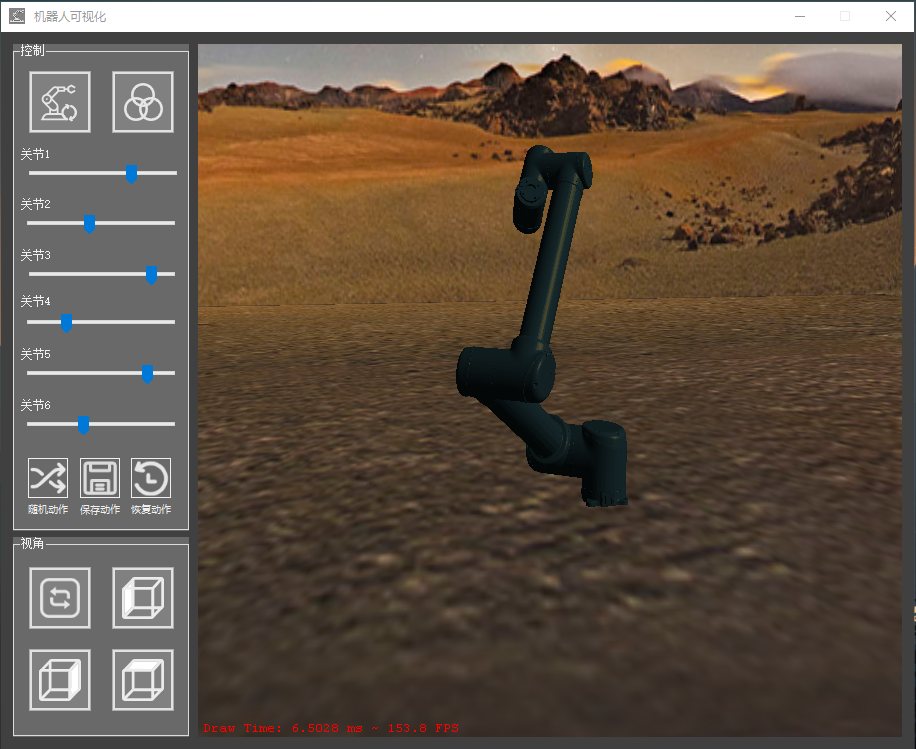 机器人可视化
控制
关节1
关节2
关节3
关节4
关节5
关节6
随机动作 保存动作 恢复动作
视角
Draw Time: 6.5028 ms ~ 153.8 FPS